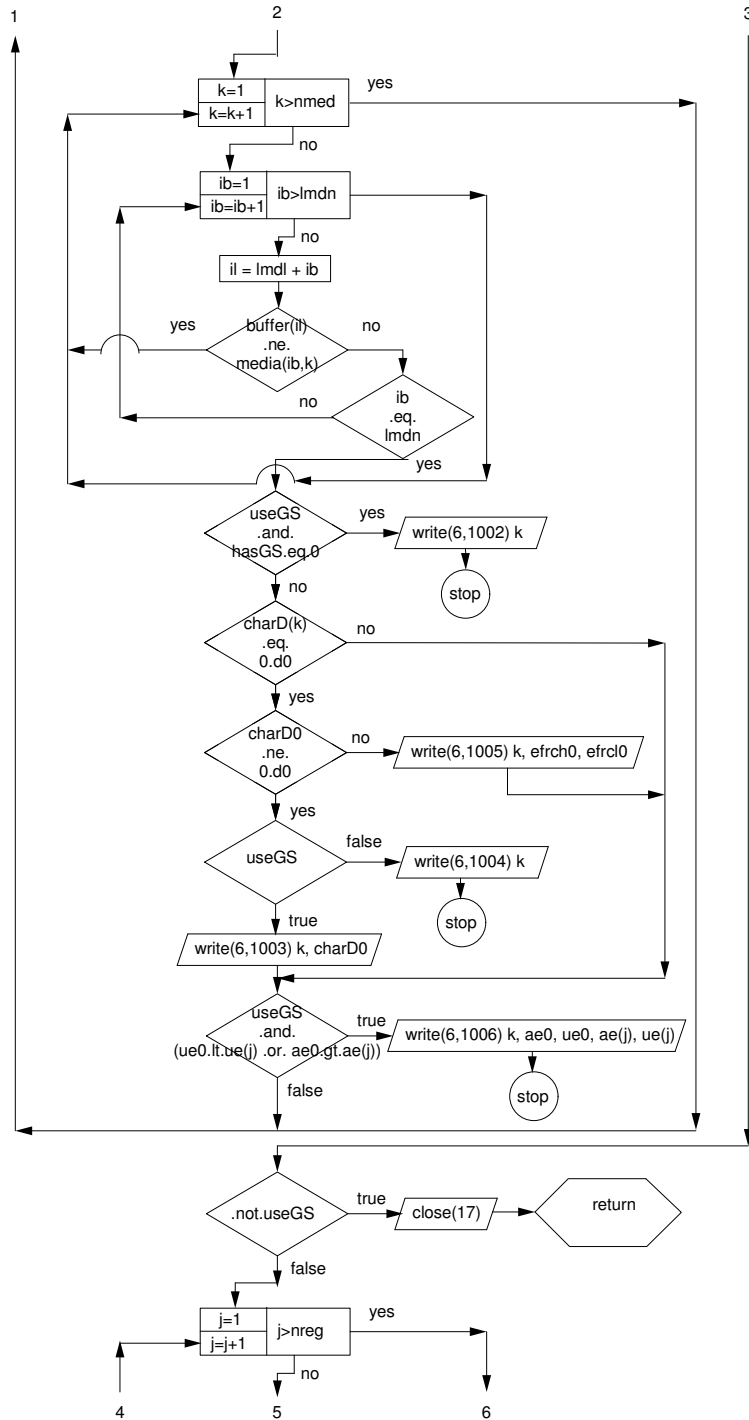 1
2
3
k=1
k=k+1
k>nmed
yes
no
ib=1
ib=ib+1
ib>lmdn
no
il = lmdl + ib
yes
buffer(il)
.ne.
media(ib,k)
no
no
ib
.eq.
lmdn
yes
useGS
.and.
hasGS.eq.0
yes
write(6,1002) k
stop
no
charD(k)
.eq.
0.d0
no
yes
charD0
.ne.
0.d0
no
write(6,1005) k, efrch0, efrcl0
yes
useGS
false
write(6,1004) k
stop
true
write(6,1003) k, charD0
useGS
.and.
(ue0.lt.ue(j) .or. ae0.gt.ae(j))
true
write(6,1006) k, ae0, ue0, ae(j), ue(j)
stop
false
.not.useGS
true
close(17)
return
false
j=1
j=j+1
j>nreg
yes
no
4
5
6